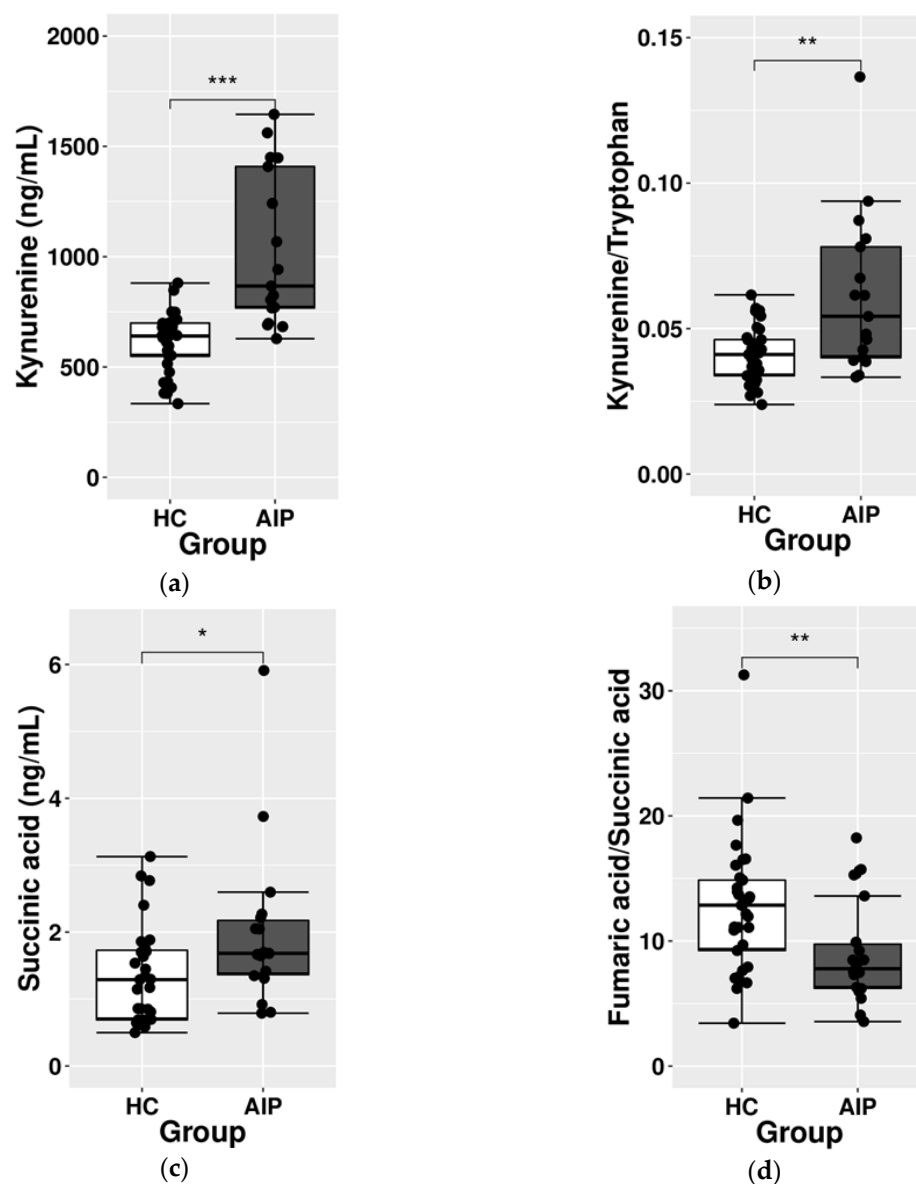 Kynurenine (ng/mL)
2000
1500
1000
500
0
***
HC AIP
Group
(a)
Kynurenine/Tryptophan
0.15
0.10
0.05
0.00
**
HC AIP
Group
(b)
Succinic acid (ng/mL)
6
4
2
0
*
HC AIP
Group
(c)
Fumaric acid/Succinic acid
30
20
10
0
**
HC AIP
Group
(d)